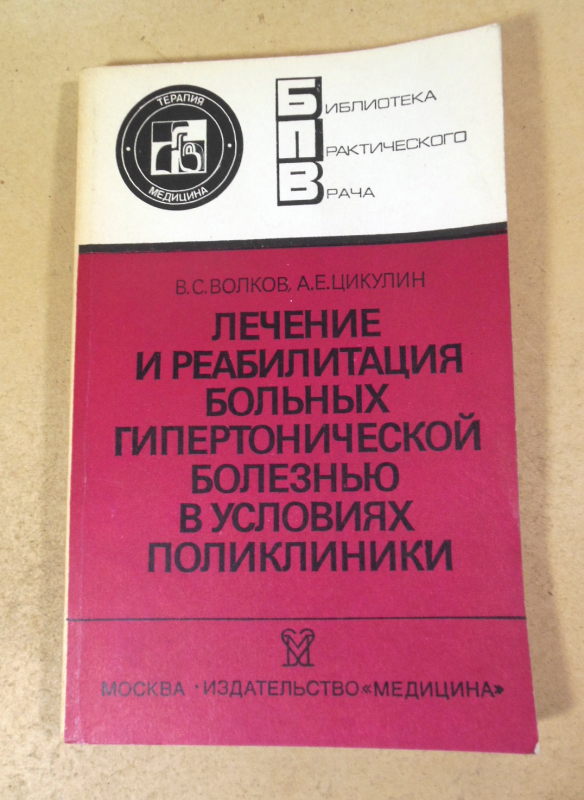 ТЕРАПИЯ
МЕДИЦИНА
БИБЛИОТЕКА
ПРАКТИЧЕСКОГО
ВРАЧА
В.С.ВОЛКОВ, А.Е.ЦИКУЛИН
ЛЕЧЕНИЕ
И РЕАБИЛИТАЦИЯ
БОЛЬНЫХ
ГИПЕРТОНИЧЕСКОЙ
БОЛЕЗНЬЮ
В УСЛОВИЯХ
ПОЛИКЛИНИКИ
МОСКВА · ИЗДАТЕЛЬСТВО «МЕДИЦИНА»